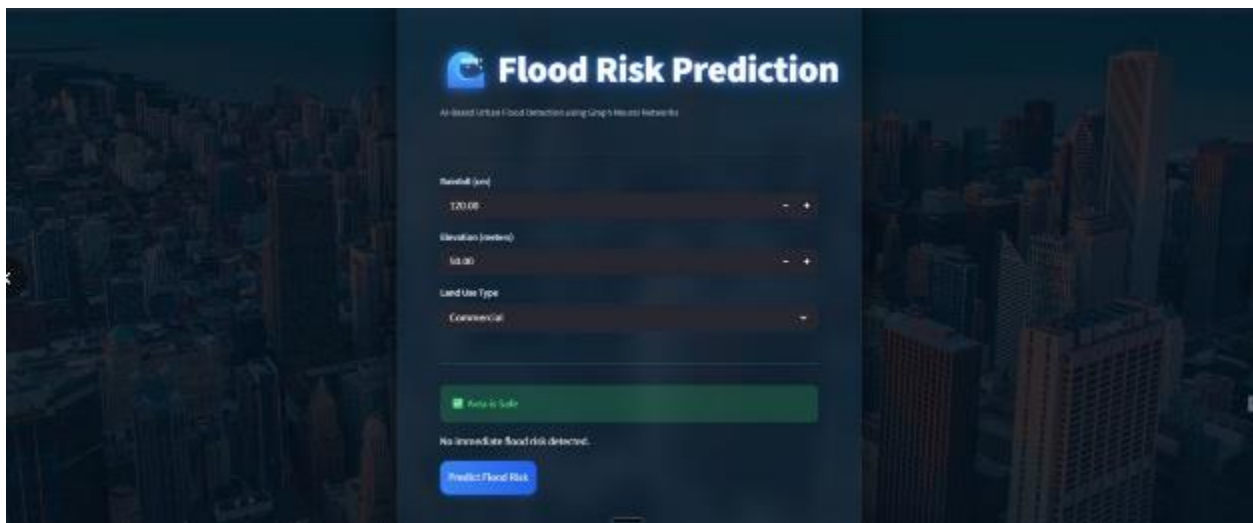 Flood Risk Prediction
AI-Based Urban Flood Detection using Graph Neural Networks
Rainfall (mm)
120.00
Elevation (meters)
50.00
Land Use Type
Commercial
Area is Safe
No immediate flood risk detected.
Predict Flood Risk